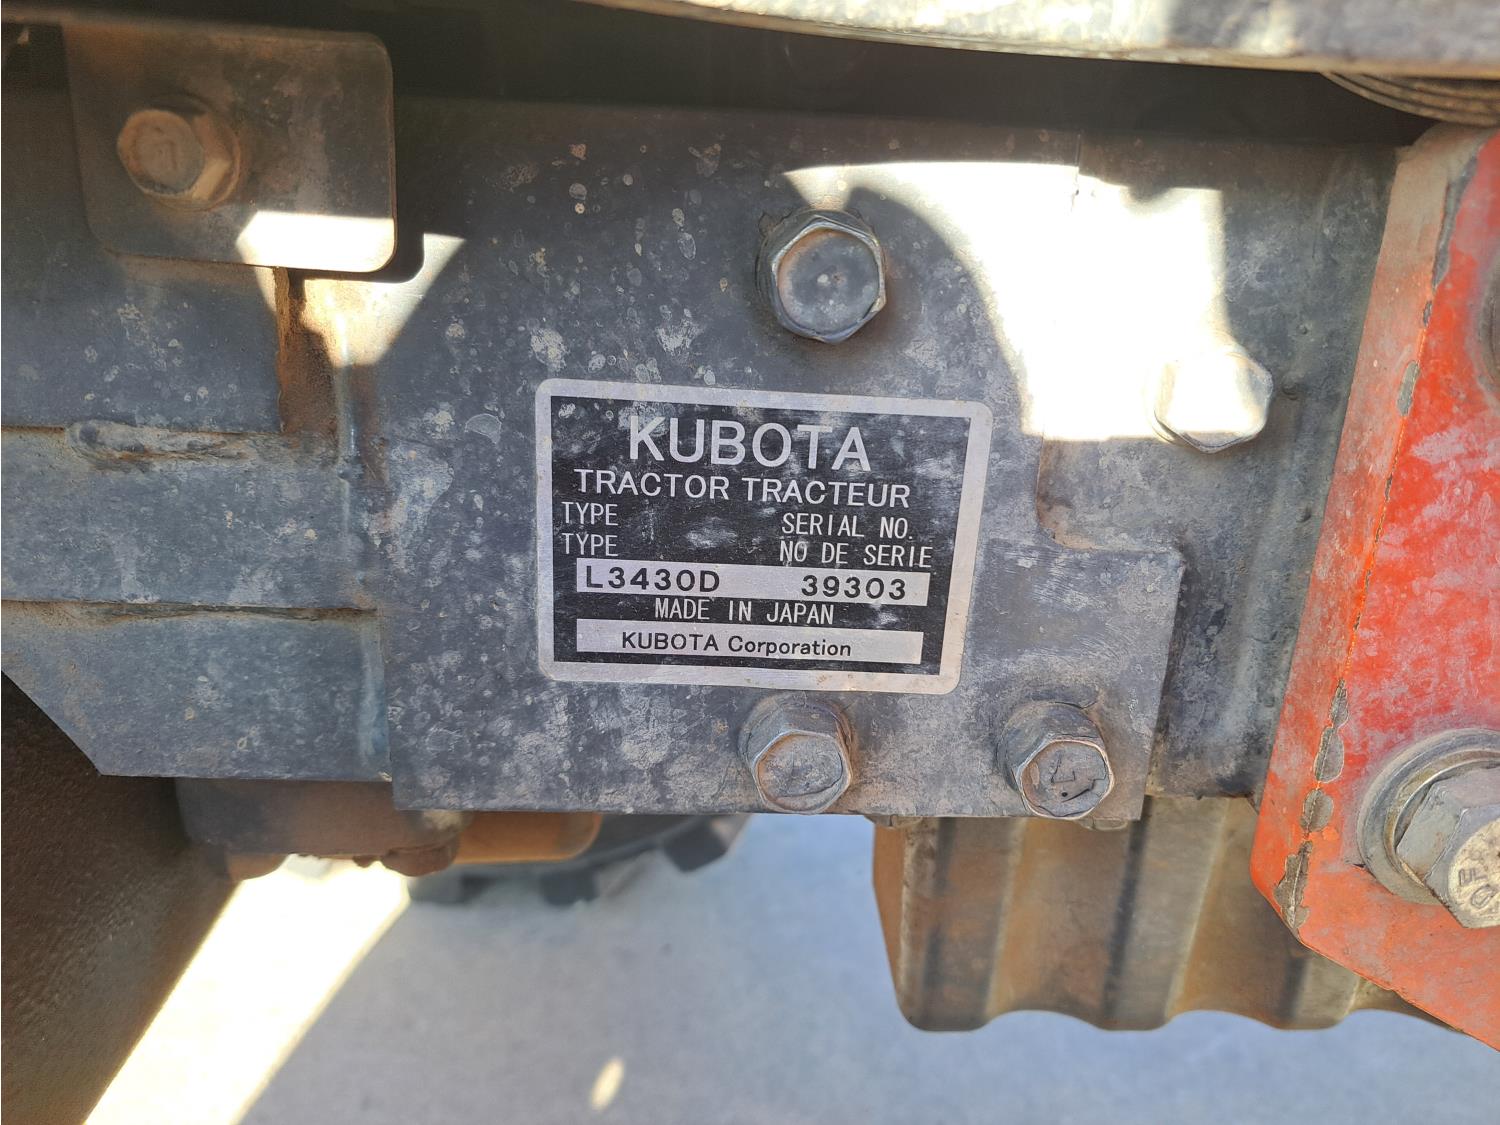 KUBOTA
TRACTOR TRACTEUR
TYPE SERIAL NO.
TYPE NO DE SERIE
L3430D 39303
MADE IN JAPAN
KUBOTA Corporation